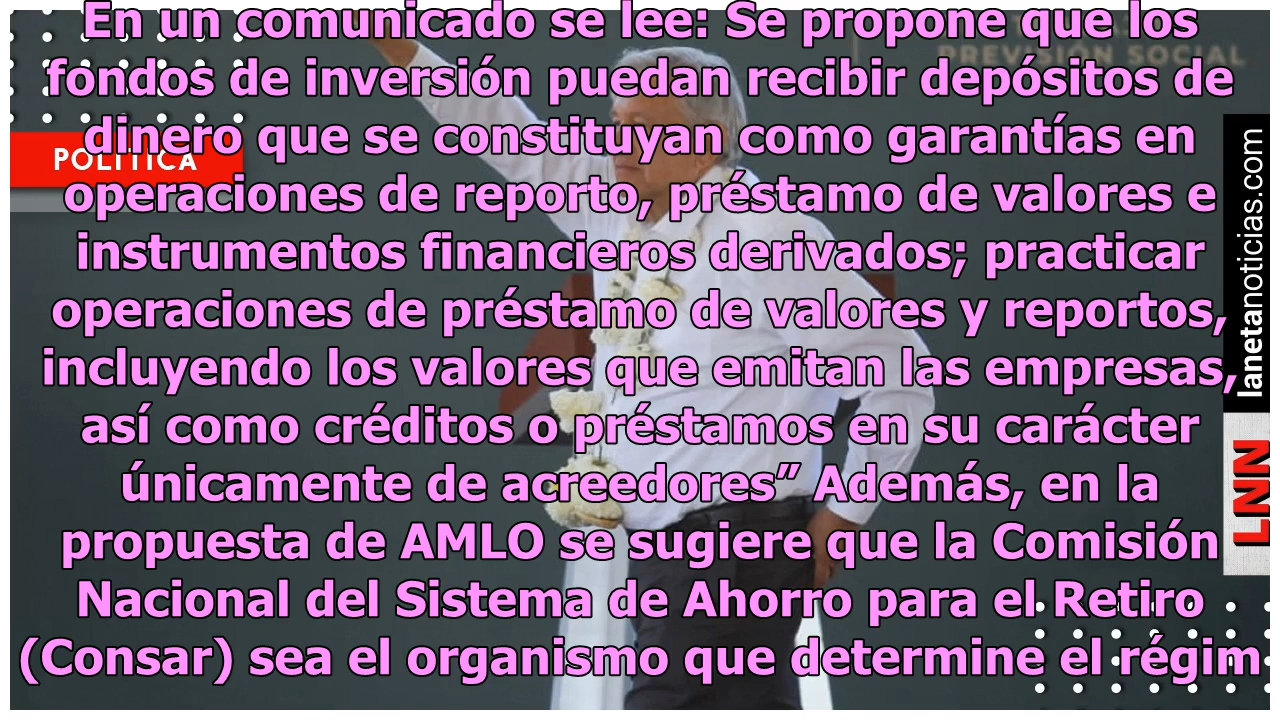 En un comunicado se lee: Se propone que los
fondos de inversión puedan recibir depósitos de
dinero que se constituyan como garantías en
operaciones de reporto, préstamo de valores e
instrumentos financieros derivados; practicar
operaciones de préstamo de valores y reportos,
incluyendo los valores que emitan las empresas,
así como créditos o préstamos en su carácter
únicamente de acreedores” Además, en la
propuesta de AMLO se sugiere que la Comisión
Nacional del Sistema de Ahorro para el Retiro
(Consar) sea el organismo que determine el régim
POLÍTICA
PREVISIÓN SOCIAL
lanetanoticias.com
LNN